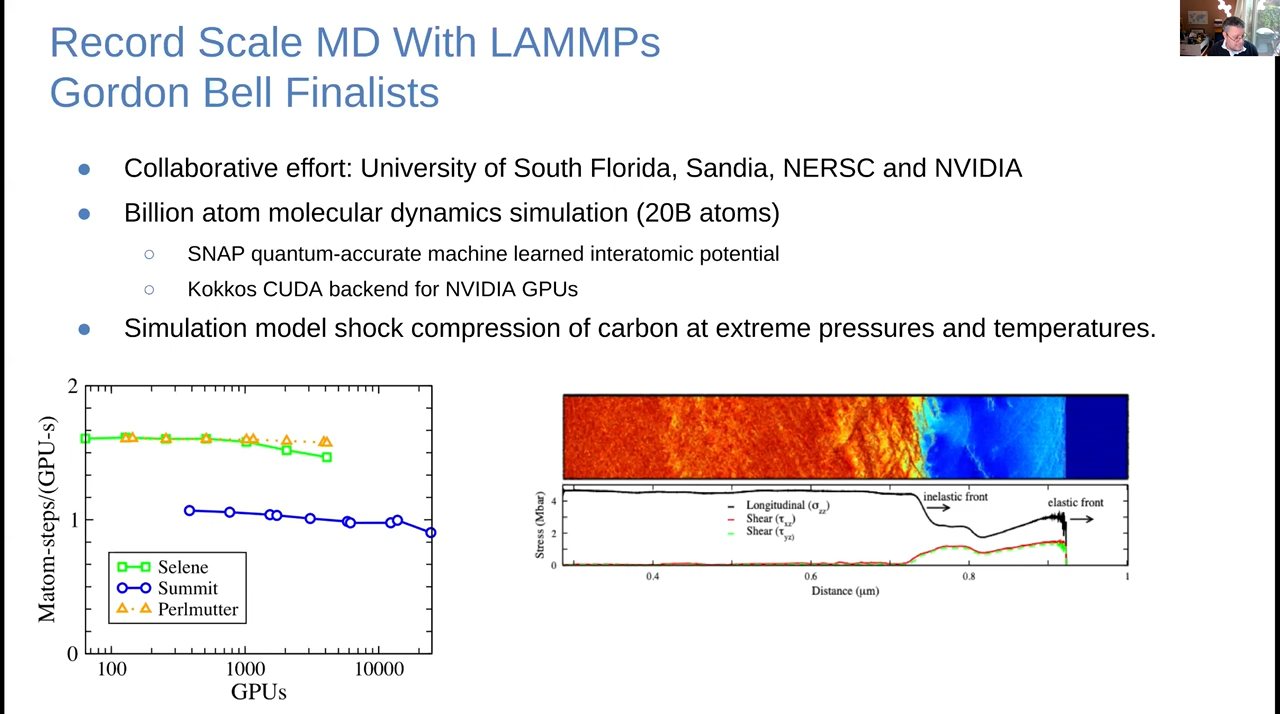 Record Scale MD With LAMMPs
Gordon Bell Finalists
● Collaborative effort: University of South Florida, Sandia, NERSC and NVIDIA
● Billion atom molecular dynamics simulation (20B atoms)
○ SNAP quantum-accurate machine learned interatomic potential
○ Kokkos CUDA backend for NVIDIA GPUs
● Simulation model shock compression of carbon at extreme pressures and temperatures.
Matom-steps/(GPU-s)
2
1
0
Selene
Summit
Perlmutter
100 1000 10000
GPUs
Stress (Mbar)
4
2
0
Longitudinal (σzz)
Shear (τxz)
Shear (τyz)
inelastic front
elastic front
0.4 0.6 0.8 1
Distance (μm)